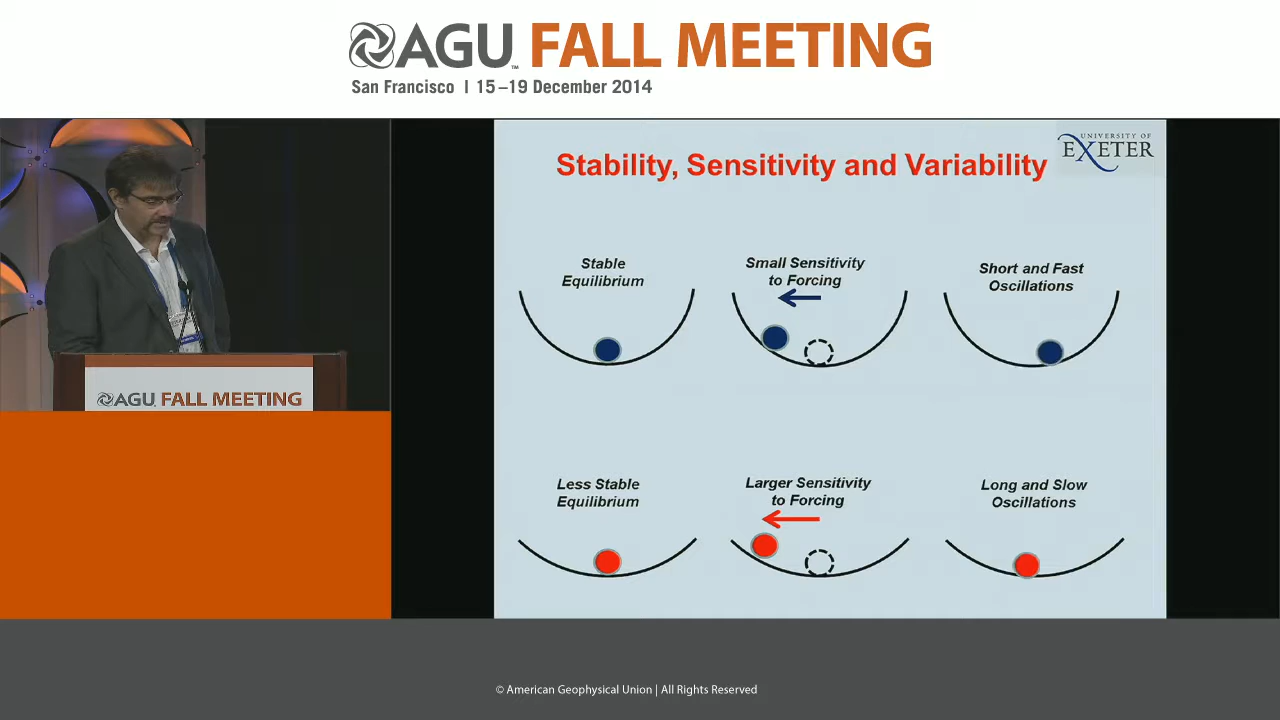 AGU FALL MEETING
San Francisco | 15–19 December 2014
UNIVERSITY OF
EXETER
Stability, Sensitivity and Variability
Stable
Equilibrium
Small Sensitivity
to Forcing
Short and Fast
Oscillations
Less Stable
Equilibrium
Larger Sensitivity
to Forcing
Long and Slow
Oscillations
AGU FALL MEETING
© American Geophysical Union | All Rights Reserved